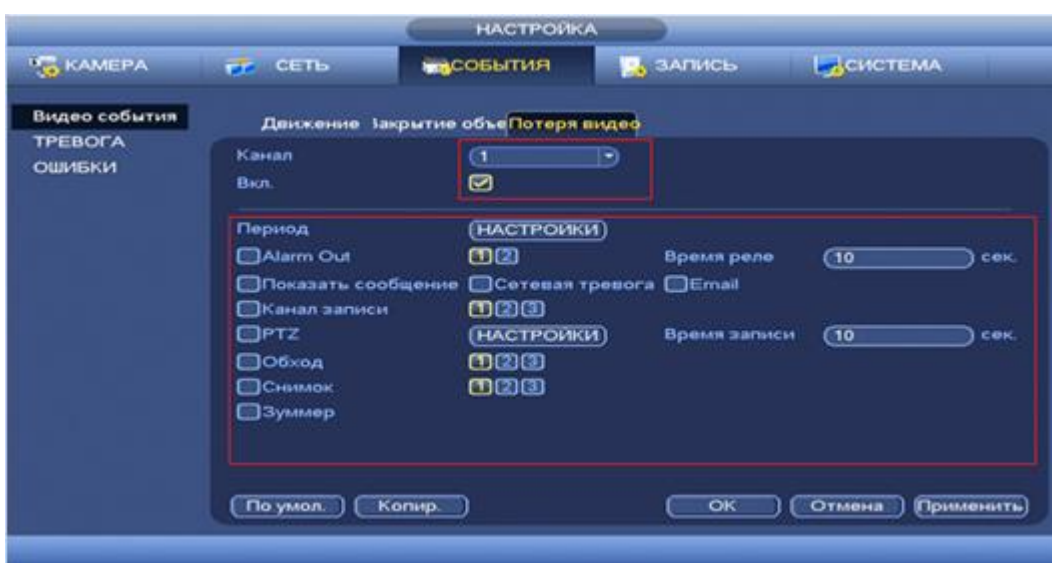 НАСТРОЙКА
КАМЕРА СЕТЬ СОБЫТИЯ ЗАПИСЬ СИСТЕМА
Видео события
ТРЕВОГА
ОШИБКИ
Движение Закрытие объе Потеря видео
Канал 1
Вкл.
Период НАСТРОЙКИ
Alarm Out 1 2 Время реле 10 сек.
Показать сообщение Сетевая тревога Email
Канал записи 1 2 3
PTZ НАСТРОЙКИ Время записи 10 сек.
Обход 1 2 3
Снимок 1 2 3
Зуммер
По умол. Копир. OK Отмена Применить